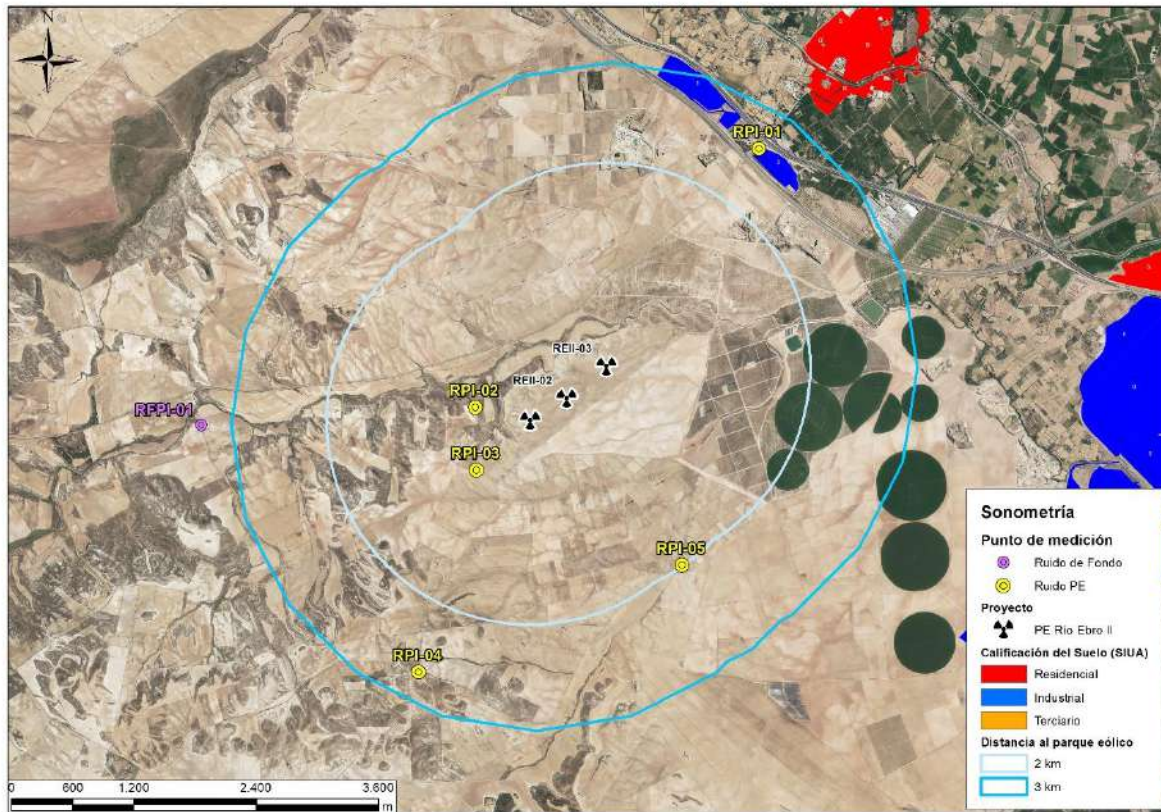 N
RPI-01
REII-03
REII-02
RPI-02
RFPI-01
RPI-03
RPI-05
RPI-04
Sonometría
Punto de medición
Ruido de Fondo
Ruido PE
Proyecto
PE Río Ebro II
Calificación del Suelo (SIUA)
Residencial
Industrial
Terciario
Distancia al parque eólico
2 km
3 km
0 600 1.200 2.400 3.600
m